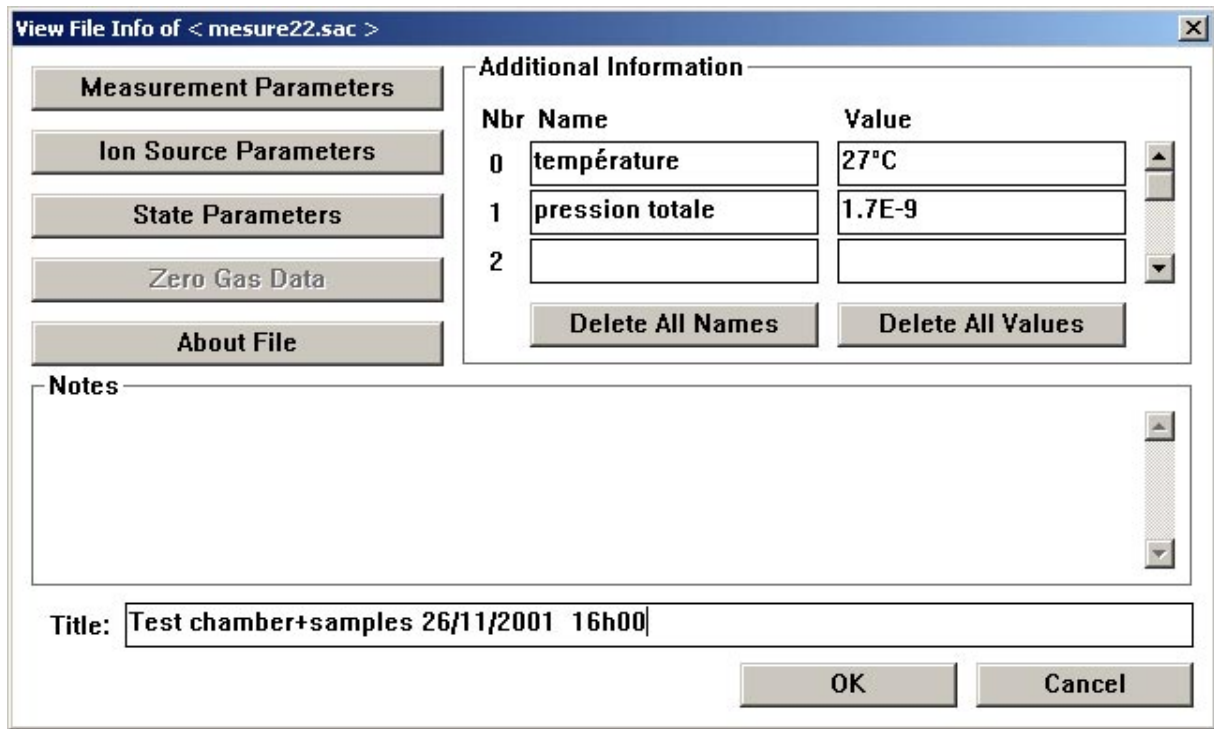 View File Info of < mesure22.sac >
Measurement Parameters
Ion Source Parameters
State Parameters
Zero Gas Data
About File
Additional Information
Nbr Name Value
0 température 27°C
1 pression totale 1.7E-9
2
Delete All Names Delete All Values
Notes
Title: Test chamber+samples 26/11/2001 16h00
OK Cancel